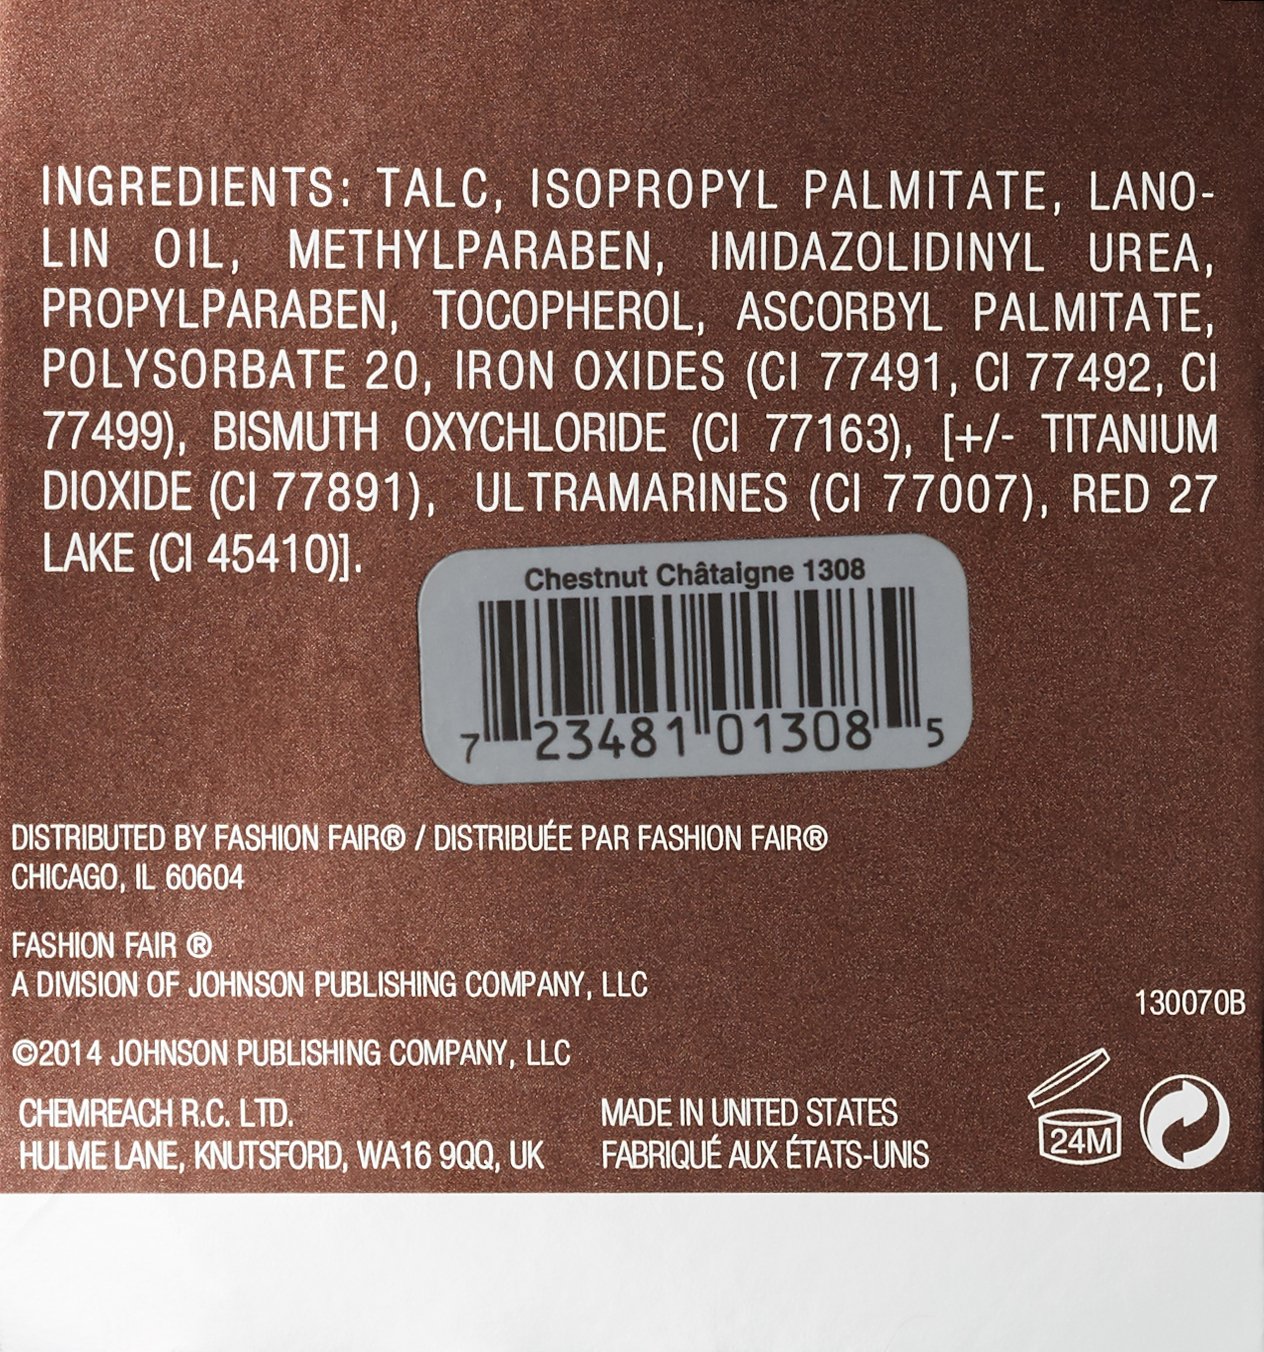 INGREDIENTS: TALC, ISOPROPYL PALMITATE, LANO-
LIN OIL, METHYLPARABEN, IMIDAZOLIDINYL UREA,
PROPYLPARABEN, TOCOPHEROL, ASCORBYL PALMITATE,
POLYSORBATE 20, IRON OXIDES (CI 77491, CI 77492, CI
77499), BISMUTH OXYCHLORIDE (CI 77163), [+/- TITANIUM
DIOXIDE (CI 77891), ULTRAMARINES (CI 77007), RED 27
LAKE (CI 45410)].
Chestnut Châtaigne 1308
7 23481 01308 5
DISTRIBUTED BY FASHION FAIR® / DISTRIBUÉE PAR FASHION FAIR®
CHICAGO, IL 60604
FASHION FAIR ®
A DIVISION OF JOHNSON PUBLISHING COMPANY, LLC
130070B
©2014 JOHNSON PUBLISHING COMPANY, LLC
CHEMREACH R.C. LTD.
HULME LANE, KNUTSFORD, WA16 9QQ, UK
MADE IN UNITED STATES
FABRIQUÉ AUX ÉTATS-UNIS
24M